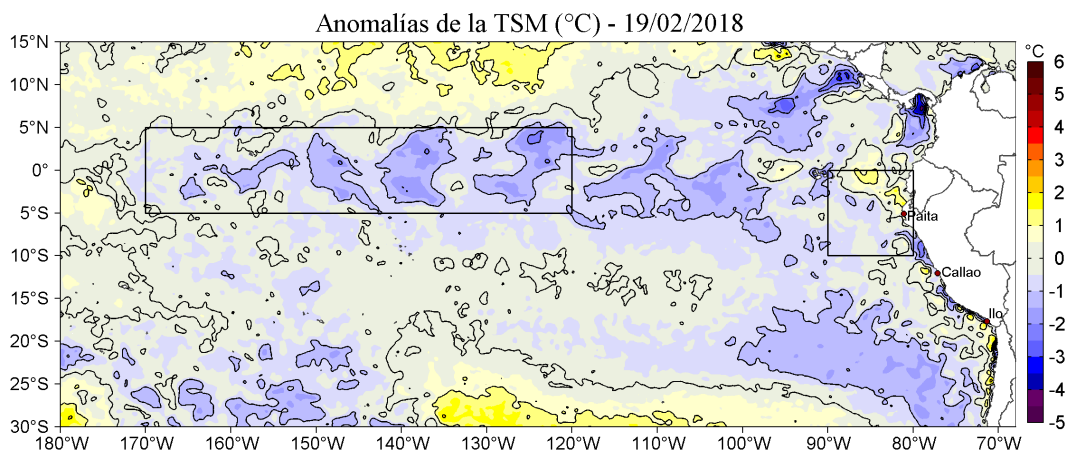 Anomalías de la TSM (°C) - 19/02/2018
15°N
10°N
5°N
0°
5°S
10°S
15°S
20°S
25°S
30°S
180°W
170°W
160°W
150°W
140°W
130°W
120°W
110°W
100°W
90°W
80°W
70°W
Paita
Callao
Ilo
°C
6
5
4
3
2
1
0
-1
-2
-3
-4
-5